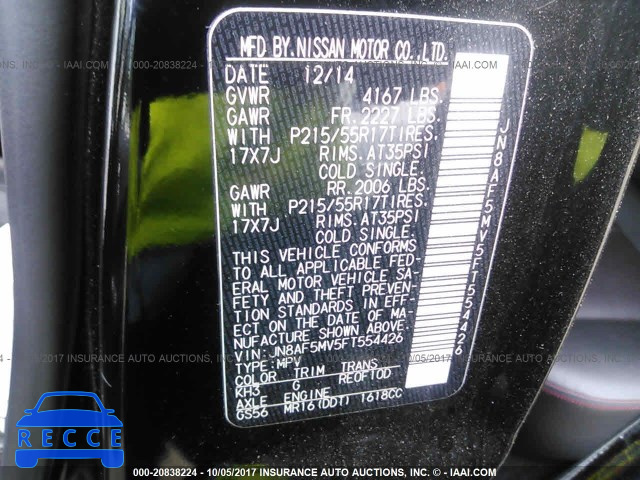 MFD BY.NISSAN MOTOR CO.,LTD.
DATE 12/14
GVWR 4167 LBS.
GAWR FR.2227 LBS.
WITH P215/55R17TIRES.
17X7J RIMS.AT35PSI
COLD SINGLE.
GAWR RR.2006 LBS.
WITH P215/55R17TIRES.
17X7J RIMS.AT35PSI
COLD SINGLE.
THIS VEHICLE CONFORMS
TO ALL APPLICABLE FED-
ERAL MOTOR VEHICLE SA-
FETY AND THEFT PREVEN-
TION STANDARDS IN EFF-
ECT ON THE DATE OF MA-
NUFACTURE SHOWN ABOVE.
VIN: JN8AF5MV5FT554426
TYPE: MPV
COLOR TRIM TRANS
KH3 G RE0F10D
AXLE ENGINE
GS56 MR16(DDT) 1618CC
JN8AF5MV5FT554426
RECCE
000-20838224 - 10/05/2017 INSURANCE AUTO AUCTIONS, INC. - © IAAI.COM